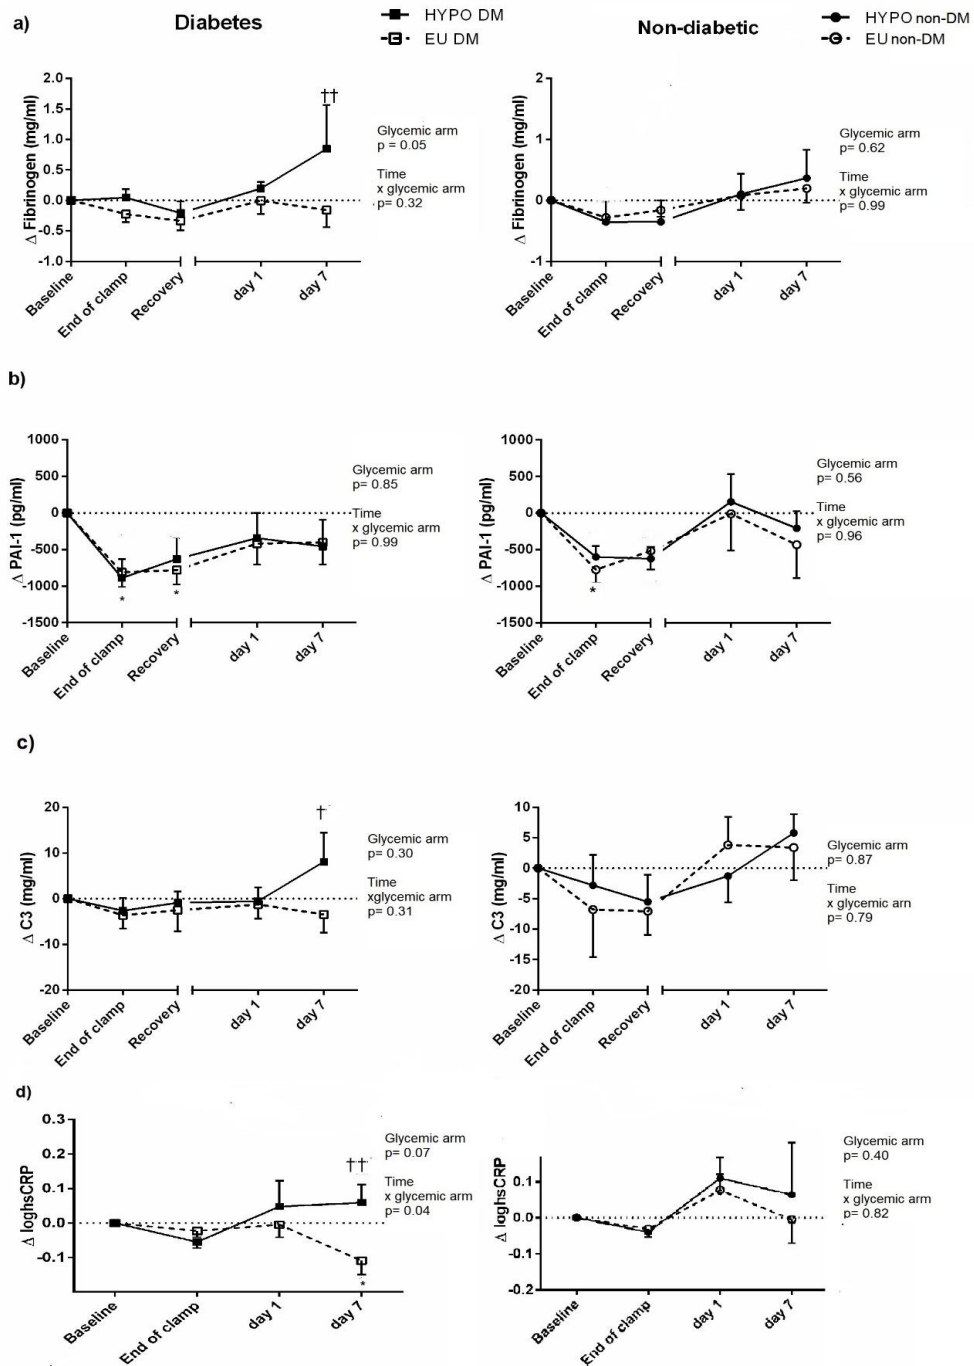 a)
Diabetes
HYPO DM
EU DM
Non-diabetic
HYPO non-DM
EU non-DM
Δ Fibrinogen (mg/ml)
2.0
1.5
1.0
0.5
0.0
-0.5
-1.0
††
Glycemic arm
p = 0.05
Time
x glycemic arm
p= 0.32
Baseline
End of clamp
Recovery
day 1
day 7
Δ Fibrinogen (mg/ml)
2
1
0
-1
Glycemic arm
p= 0.62
Time
x glycemic arm
p= 0.99
Baseline
End of clamp
Recovery
day 1
day 7
b)
Δ PAI-1 (pg/ml)
1000
500
0
-500
-1000
-1500
*
*
Glycemic arm
p= 0.85
Time
x glycemic arm
p= 0.99
Baseline
End of clamp
Recovery
day 1
day 7
Δ PAI-1 (pg/ml)
1000
500
0
-500
-1000
-1500
*
Glycemic arm
p= 0.56
Time
x glycemic arm
p= 0.96
Baseline
End of clamp
Recovery
day 1
day 7
c)
Δ C3 (mg/ml)
20
10
0
-10
-20
†
Glycemic arm
p= 0.30
Time
xglycemic arm
p= 0.31
Baseline
End of clamp
Recovery
day 1
day 7
Δ C3 (mg/ml)
10
5
0
-5
-10
-15
-20
Glycemic arm
p= 0.87
Time
x glycemic arn
p= 0.79
Baseline
End of clamp
Recovery
day 1
day 7
d)
Δ loghsCRP
0.3
0.2
0.1
0.0
-0.1
††
*
Glycemic arm
p= 0.07
Time
x glycemic arm
p= 0.04
Baseline
End of clamp
day 1
day 7
Δ loghsCRP
0.1
0.0
-0.1
-0.2
Glycemic arm
p= 0.40
Time
x glycemic arm
p= 0.82
Baseline
End of clamp
day 1
day 7